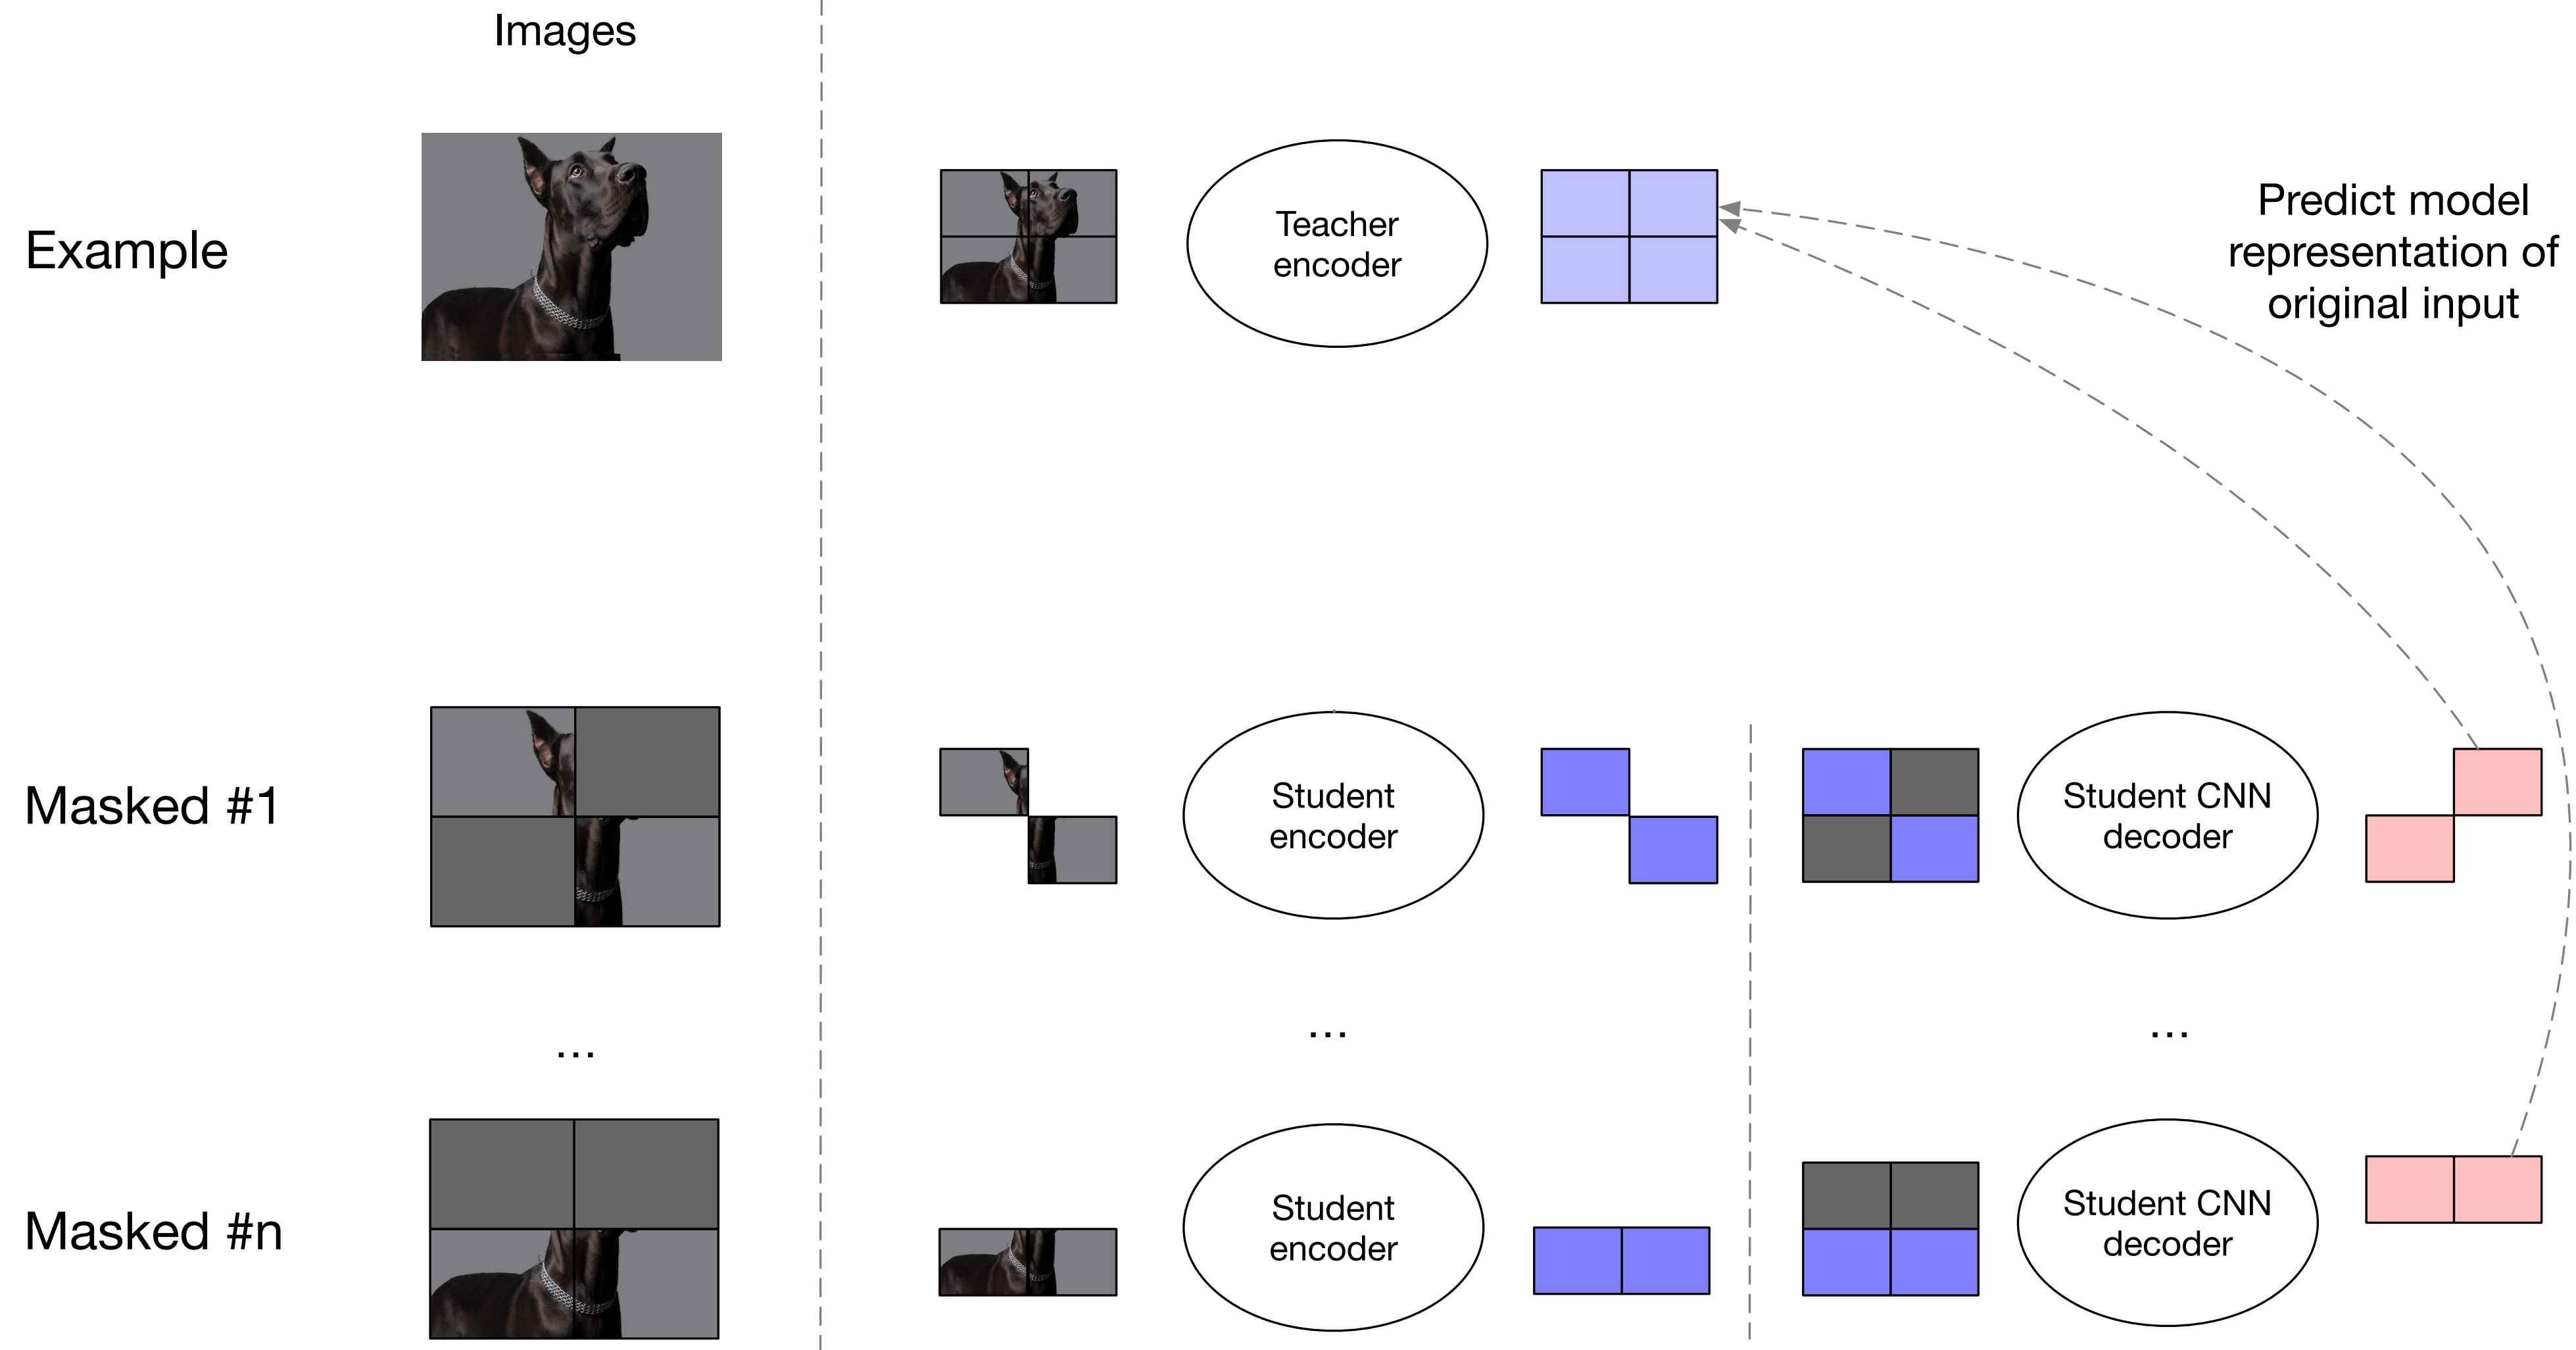 Images
Example
Teacher
encoder
Predict model
representation of
original input
Masked #1
Student
encoder
Student CNN
decoder
...
...
...
Masked #n
Student
encoder
Student CNN
decoder